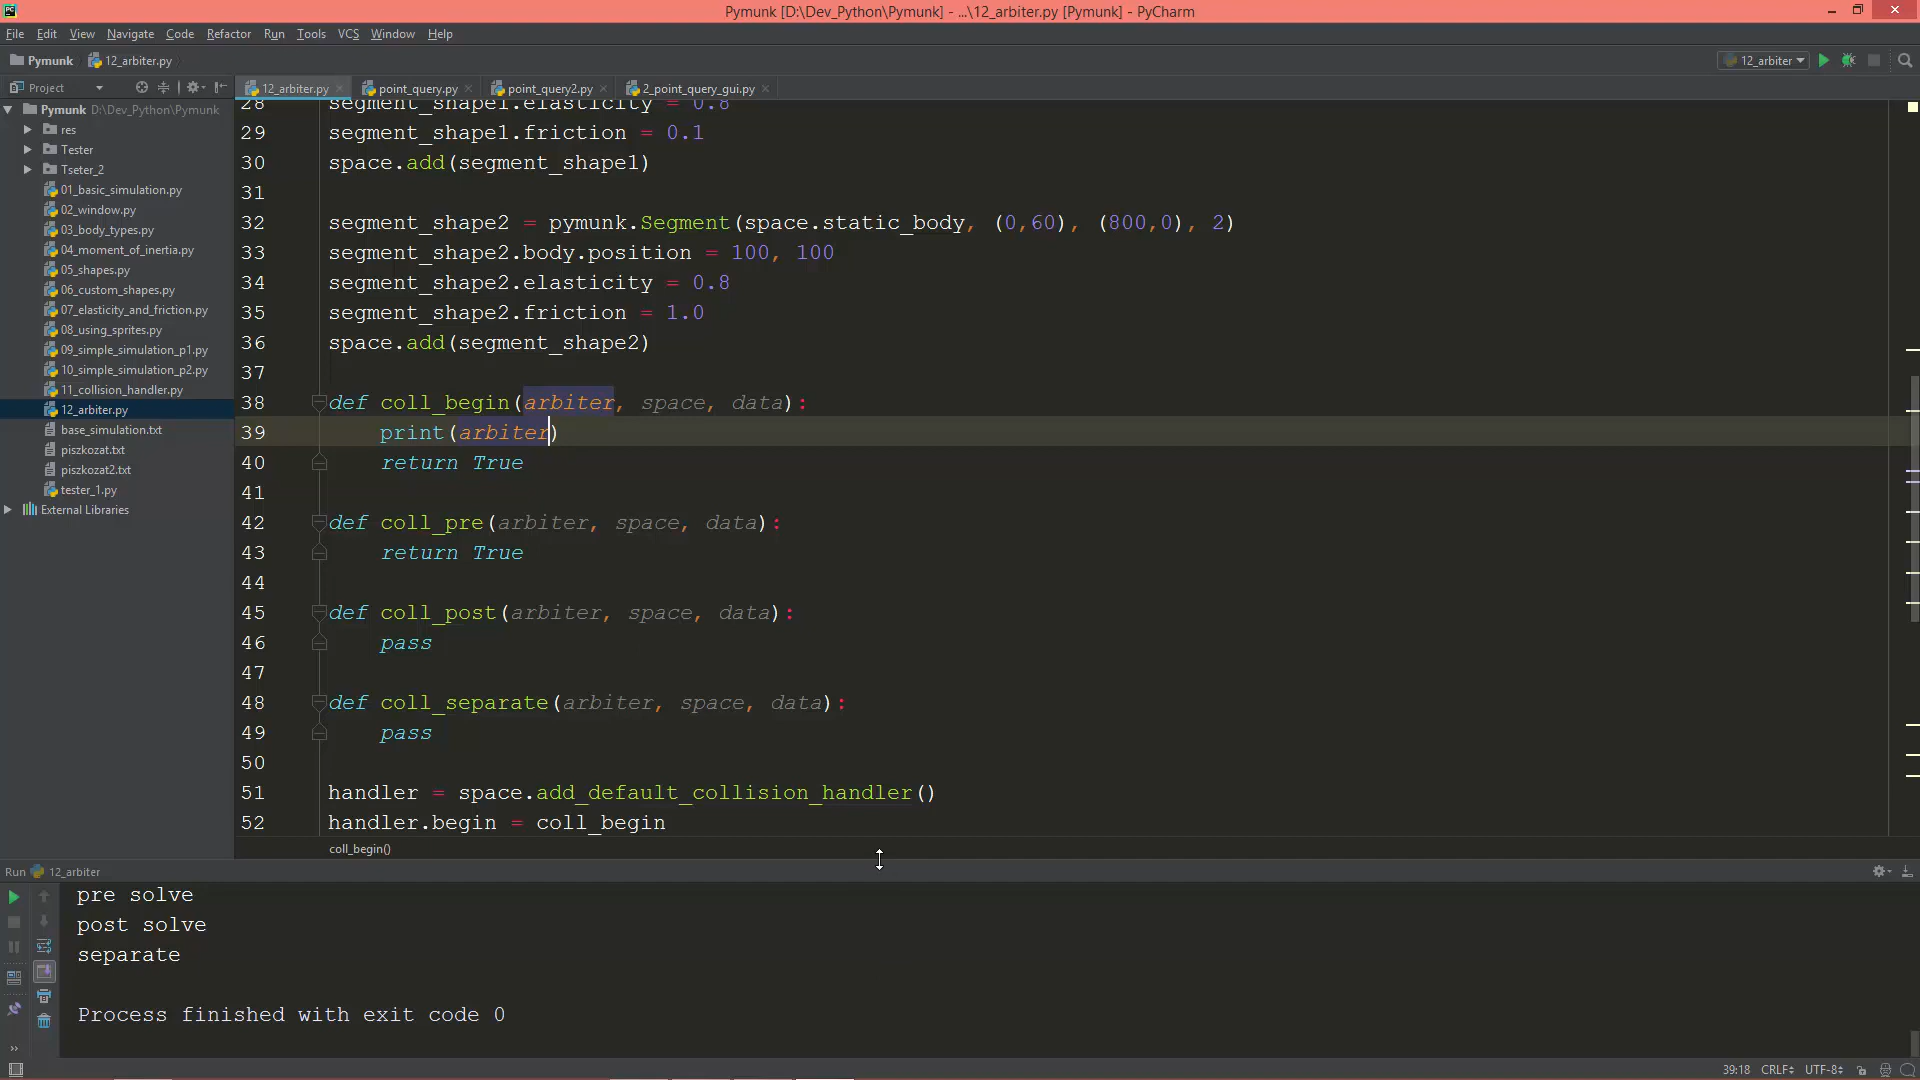 Pymunk [D:\Dev_Python\Pymunk] - ...\12_arbiter.py [Pymunk] - PyCharm
File Edit View Navigate Code Refactor Run Tools VCS Window Help
Pymunk 12_arbiter.py 12_arbiter
Project
12_arbiter.py point_query.py point_query2.py 2_point_query_gui.py
Pymunk D:\Dev_Python\Pymunk
res
Tester
Tseter_2
01_basic_simulation.py
02_window.py
03_body_types.py
04_moment_of_inertia.py
05_shapes.py
06_custom_shapes.py
07_elasticity_and_friction.py
08_using_sprites.py
09_simple_simulation_p1.py
10_simple_simulation_p2.py
11_collision_handler.py
12_arbiter.py
base_simulation.txt
piszkozat.txt
piszkozat2.txt
tester_1.py
External Libraries
28 segment_shape1.elasticity = 0.8
29 segment_shape1.friction = 0.1
30 space.add(segment_shape1)
31
32 segment_shape2 = pymunk.Segment(space.static_body, (0,60), (800,0), 2)
33 segment_shape2.body.position = 100, 100
34 segment_shape2.elasticity = 0.8
35 segment_shape2.friction = 1.0
36 space.add(segment_shape2)
37
38 def coll_begin(arbiter, space, data):
39 print(arbiter)
40 return True
41
42 def coll_pre(arbiter, space, data):
43 return True
44
45 def coll_post(arbiter, space, data):
46 pass
47
48 def coll_separate(arbiter, space, data):
49 pass
50
51 handler = space.add_default_collision_handler()
52 handler.begin = coll_begin
coll_begin()
Run 12_arbiter
pre solve
post solve
separate
Process finished with exit code 0
39:18 CRLF UTF-8